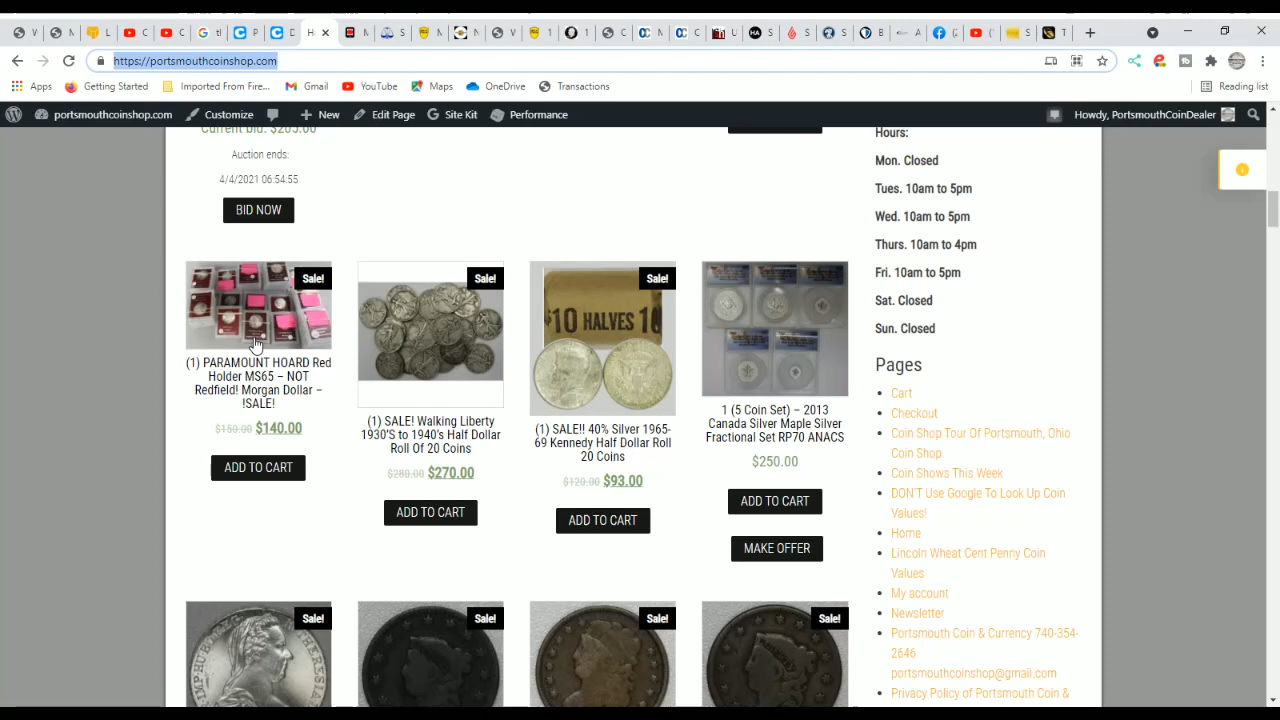 https://portsmouthcoinshop.com
Apps Getting Started Imported From Fire... Gmail YouTube Maps OneDrive Transactions Reading list
portsmouthcoinshop.com Customize New Edit Page Site Kit Performance Howdy, PortsmouthCoinDealer
Current bid: $205.00
Auction ends:
4/4/2021 06:54:55
BID NOW
Sale!
(1) PARAMOUNT HOARD Red
Holder MS65 – NOT
Redfield! Morgan Dollar –
!SALE!
$150.00 $140.00
ADD TO CART
Sale!
(1) SALE! Walking Liberty
1930'S to 1940's Half Dollar
Roll Of 20 Coins
$280.00 $270.00
ADD TO CART
Sale!
$10 HALVES 10
(1) SALE!! 40% Silver 1965-
69 Kennedy Half Dollar Roll
20 Coins
$120.00 $93.00
ADD TO CART
1 (5 Coin Set) – 2013
Canada Silver Maple Silver
Fractional Set RP70 ANACS
$250.00
ADD TO CART
MAKE OFFER
Sale!
Sale!
Sale!
Sale!
Hours:
Mon. Closed
Tues. 10am to 5pm
Wed. 10am to 5pm
Thurs. 10am to 4pm
Fri. 10am to 5pm
Sat. Closed
Sun. Closed
Pages
Cart
Checkout
Coin Shop Tour Of Portsmouth, Ohio
Coin Shop
Coin Shows This Week
DON'T Use Google To Look Up Coin
Values!
Home
Lincoln Wheat Cent Penny Coin
Values
My account
Newsletter
Portsmouth Coin & Currency 740-354-
2646
portsmouthcoinshop@gmail.com
Privacy Policy of Portsmouth Coin &